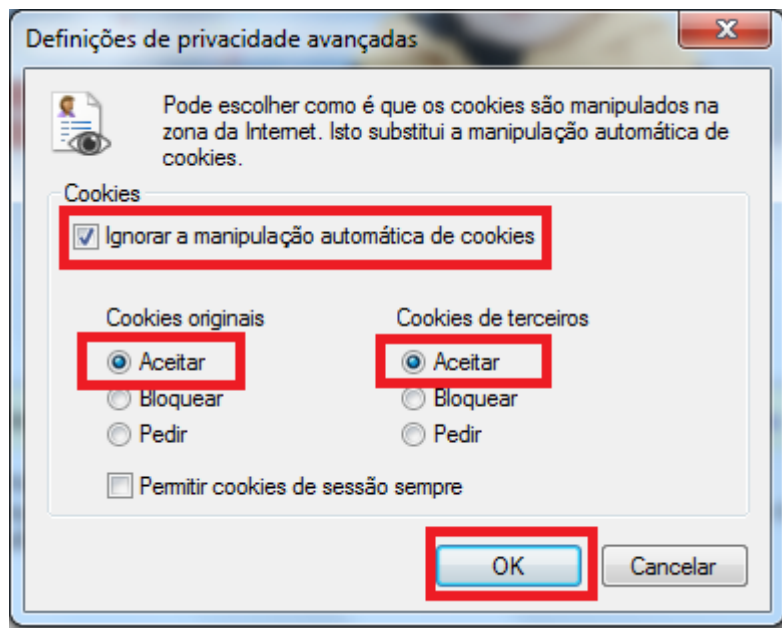 Definições de privacidade avançadas
Pode escolher como é que os cookies são manipulados na
zona da Internet. Isto substitui a manipulação automática de
cookies.
Cookies
Ignorar a manipulação automática de cookies
Cookies originais
Cookies de terceiros
Aceitar
Aceitar
Bloquear
Bloquear
Pedir
Pedir
Permitir cookies de sessão sempre
OK
Cancelar